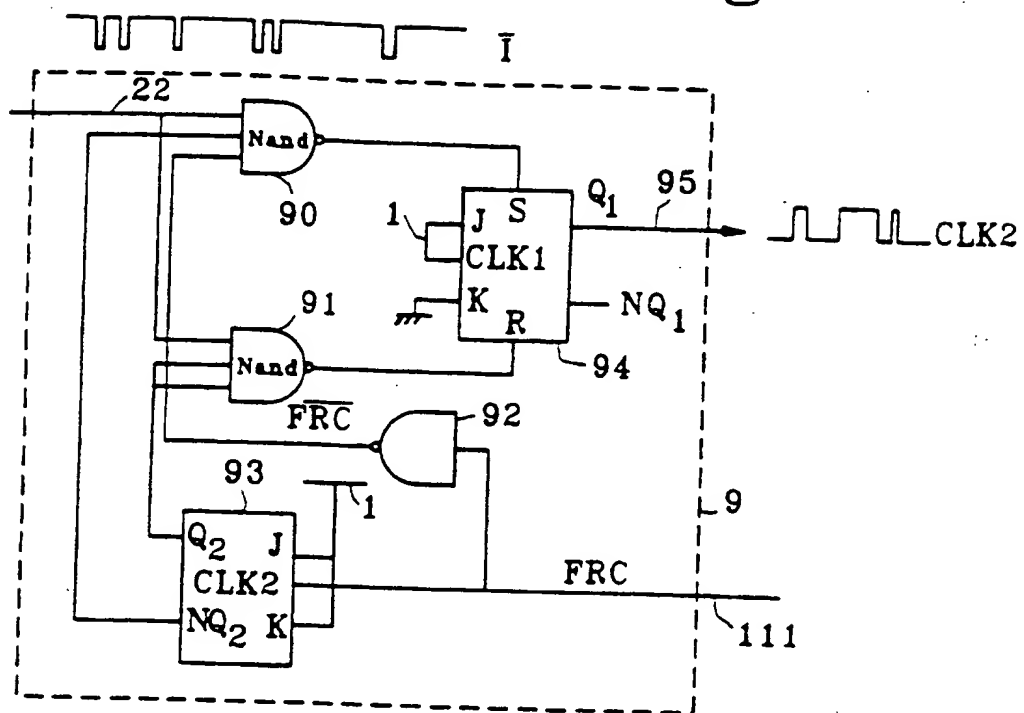 Ī
22
Nand
90
S
Q1
95
1
J
CLK1
K
R
NQ1
94
CLK2
91
Nand
F̅R̅C̅
92
93
1
9
Q2
J
CLK2
NQ2
K
FRC
111